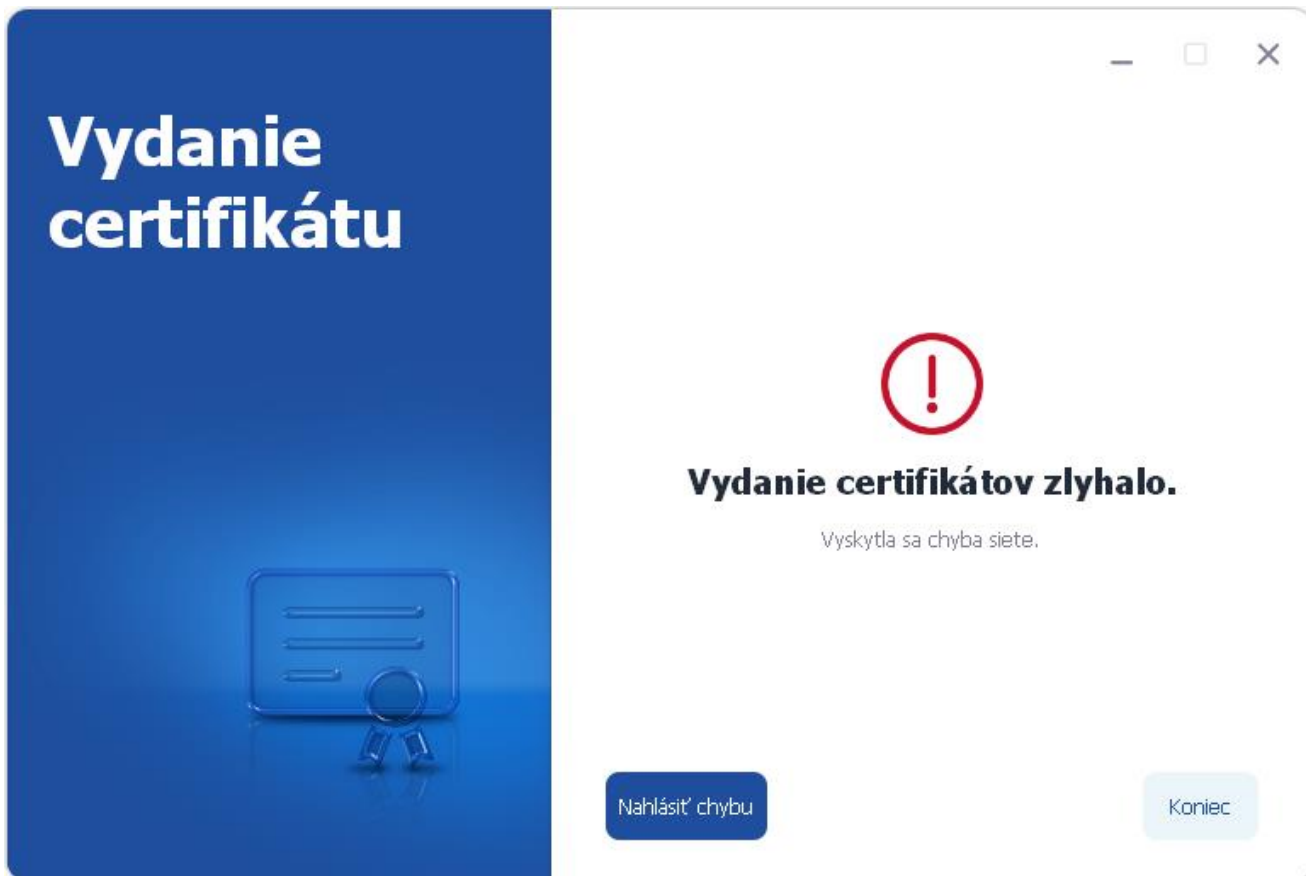 Vydanie
certifikátu
Vydanie certifikátov zlyhalo.
Vyskytla sa chyba siete.
Nahlásiť chybu
Koniec